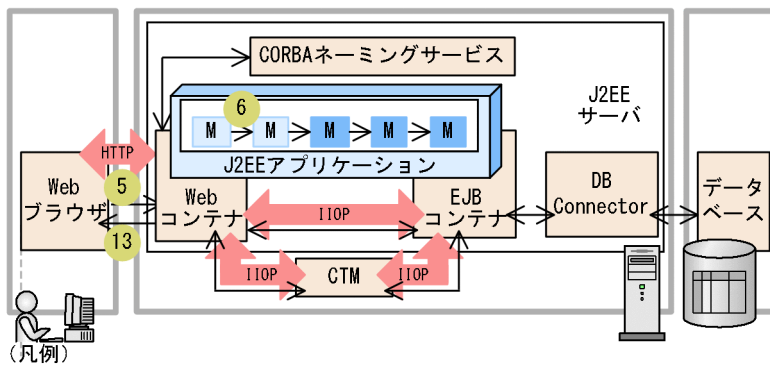 CORBAネーミングサービス
J2EE
サーバ
6
M M M M M
J2EEアプリケーション
HTTP
5
Web
ブラウザ
13
Web
コンテナ
IIOP
EJB
コンテナ
DB
Connector
データ
ベース
IIOP
CTM
IIOP
(凡例)